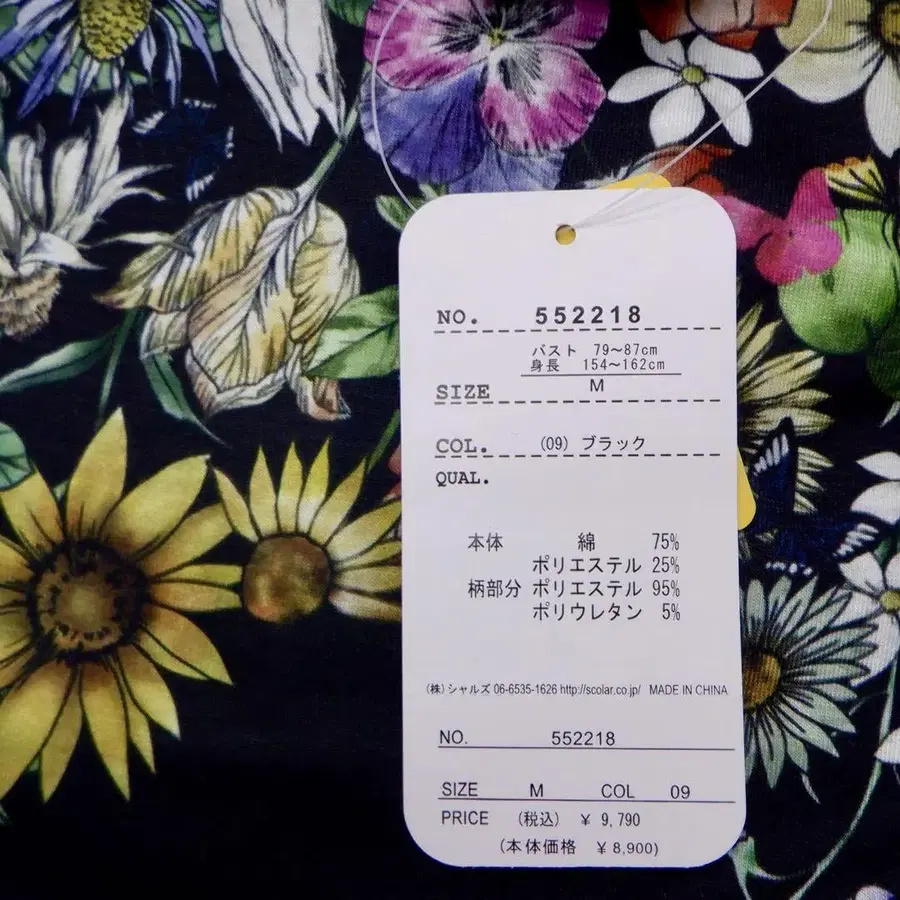 NO. 552218
バスト 79～87cm
身長 154～162cm
SIZE M
COL. (09) ブラック
QUAL.
本体 綿 75%
ポリエステル 25%
柄部分 ポリエステル 95%
ポリウレタン 5%
(株)シャルズ 06-6535-1626 http://scolar.co.jp/ MADE IN CHINA
NO. 552218
SIZE M COL 09
PRICE (税込) ¥ 9,790
(本体価格 ¥ 8,900)